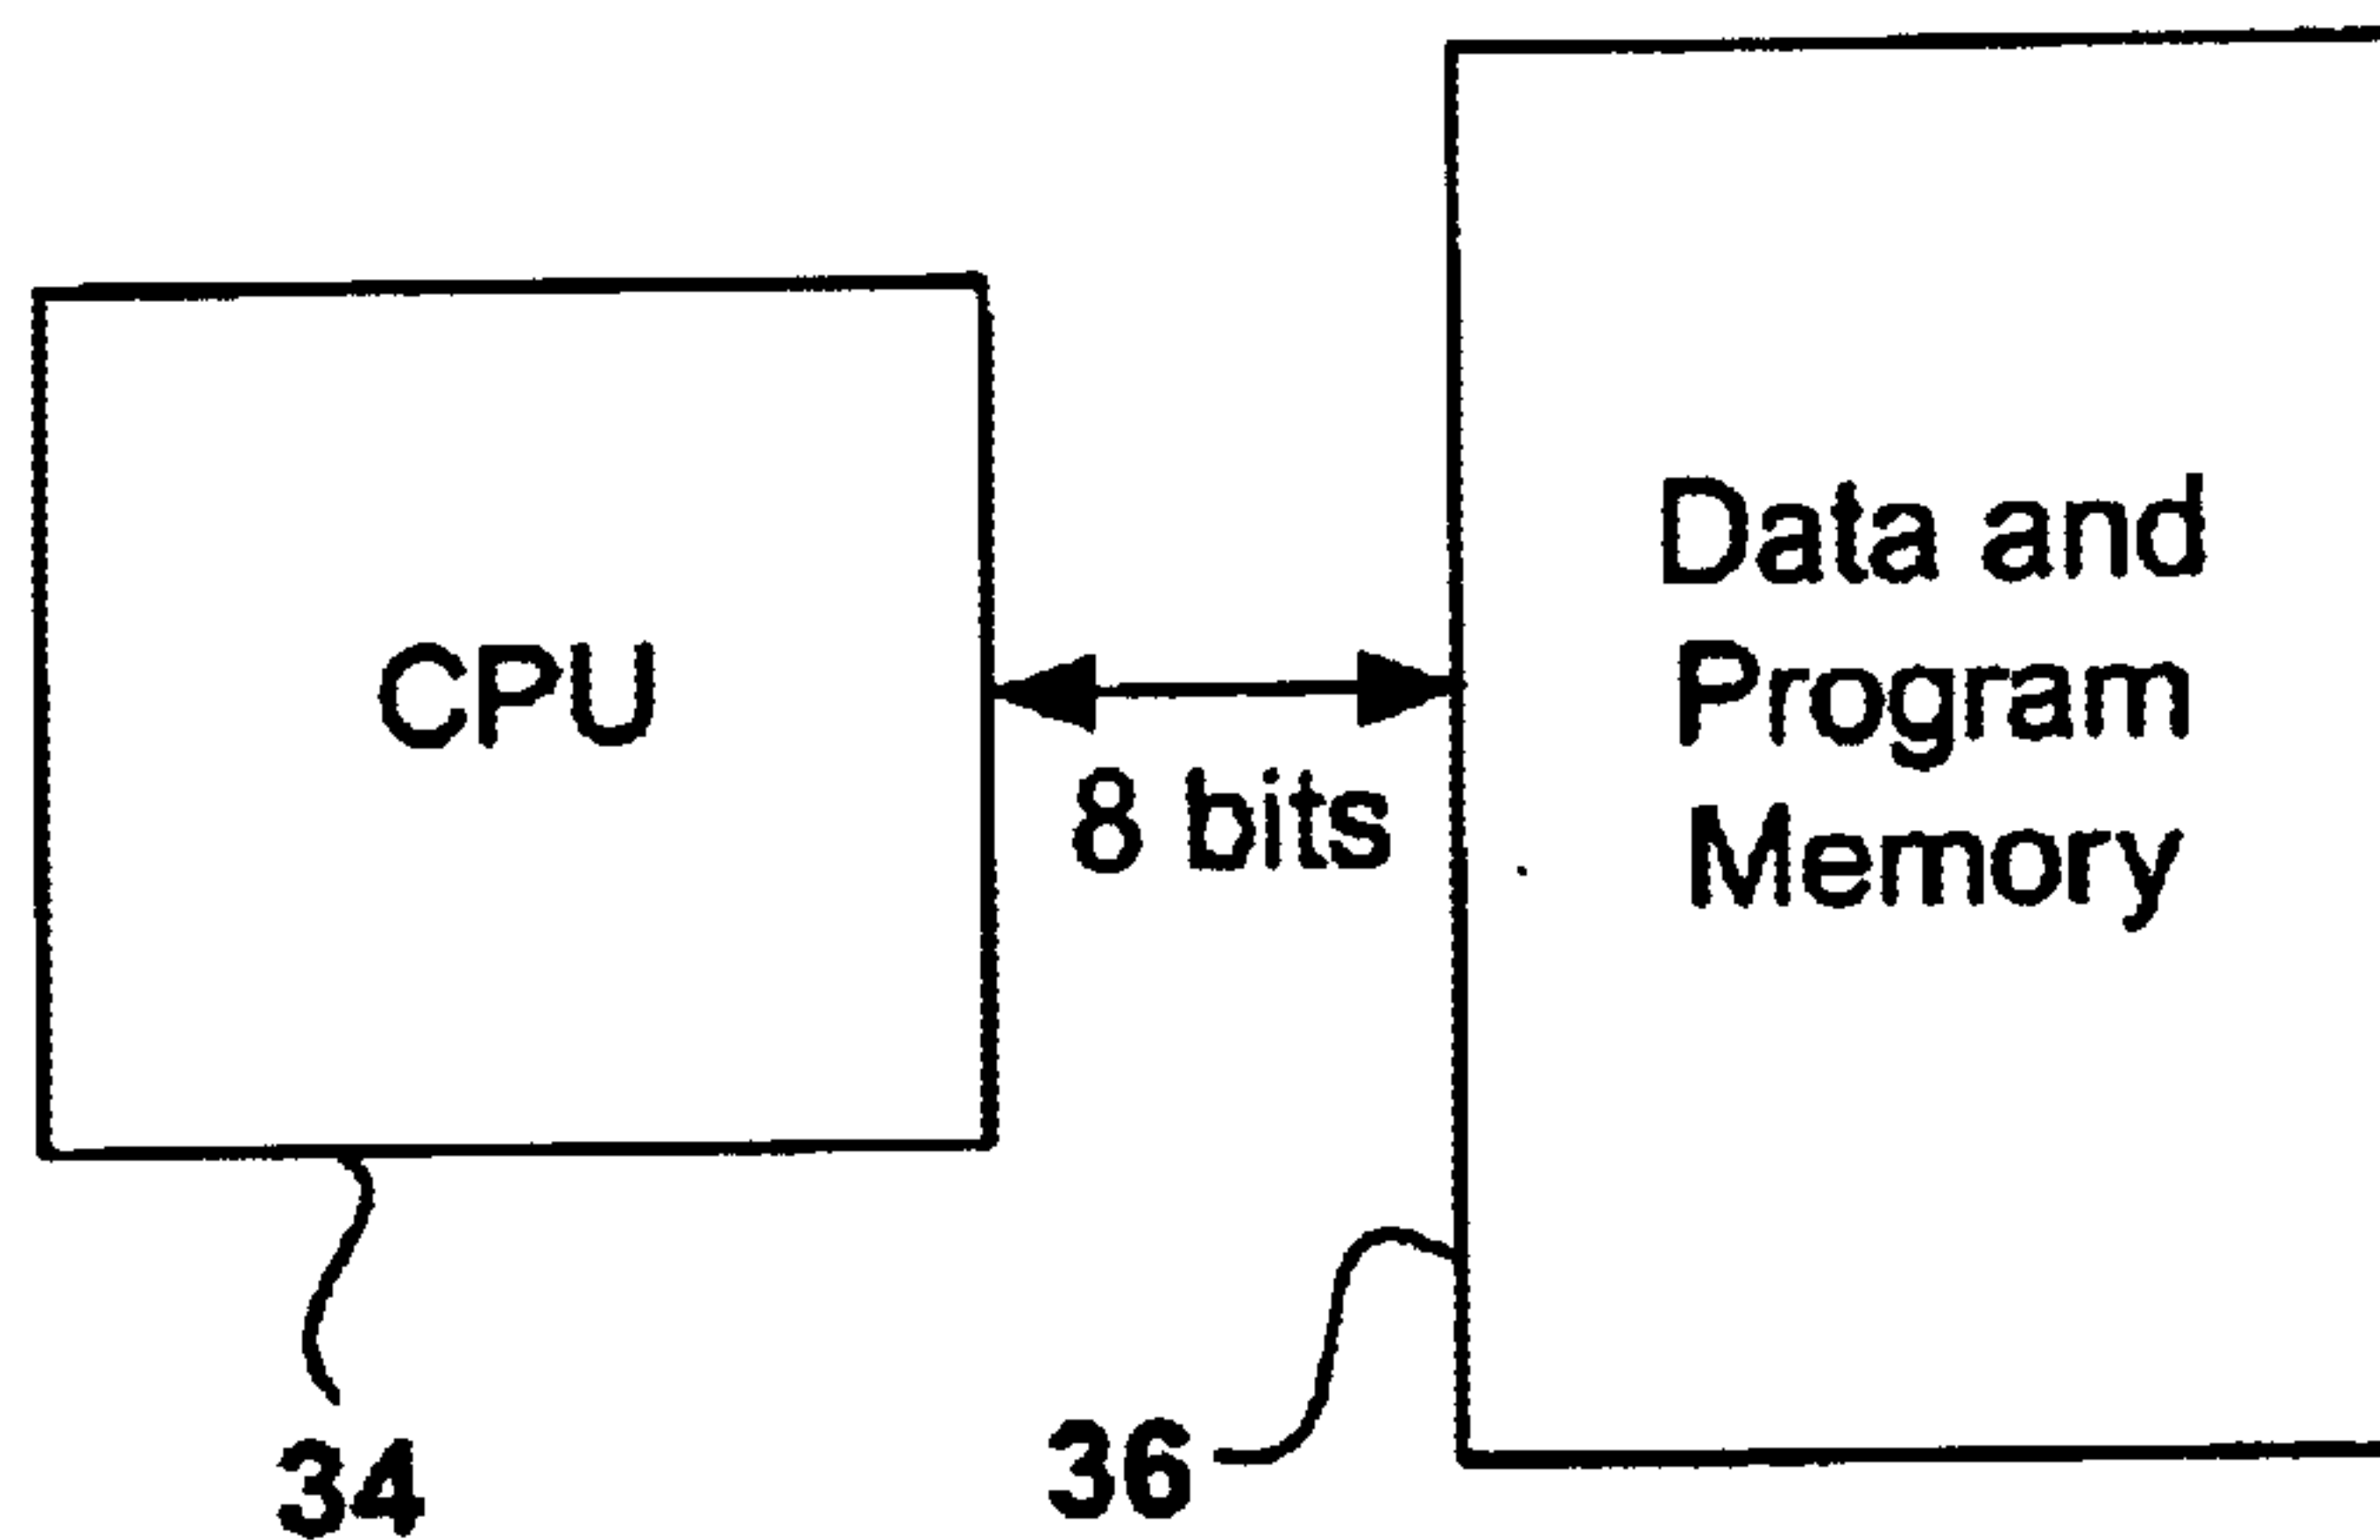 CPU
8 bits
Data and
Program
Memory
34
36